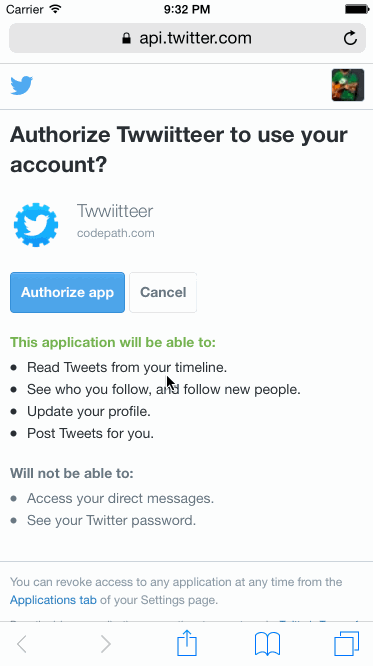 Carrier 9:32 PM
api.twitter.com
Authorize Twwiitteer to use your
account?
Twwiitteer
codepath.com
Authorize app Cancel
This application will be able to:
Read Tweets from your timeline.
See who you follow, and follow new people.
Update your profile.
Post Tweets for you.
Will not be able to:
Access your direct messages.
See your Twitter password.
You can revoke access to any application at any time from the
Applications tab of your Settings page.